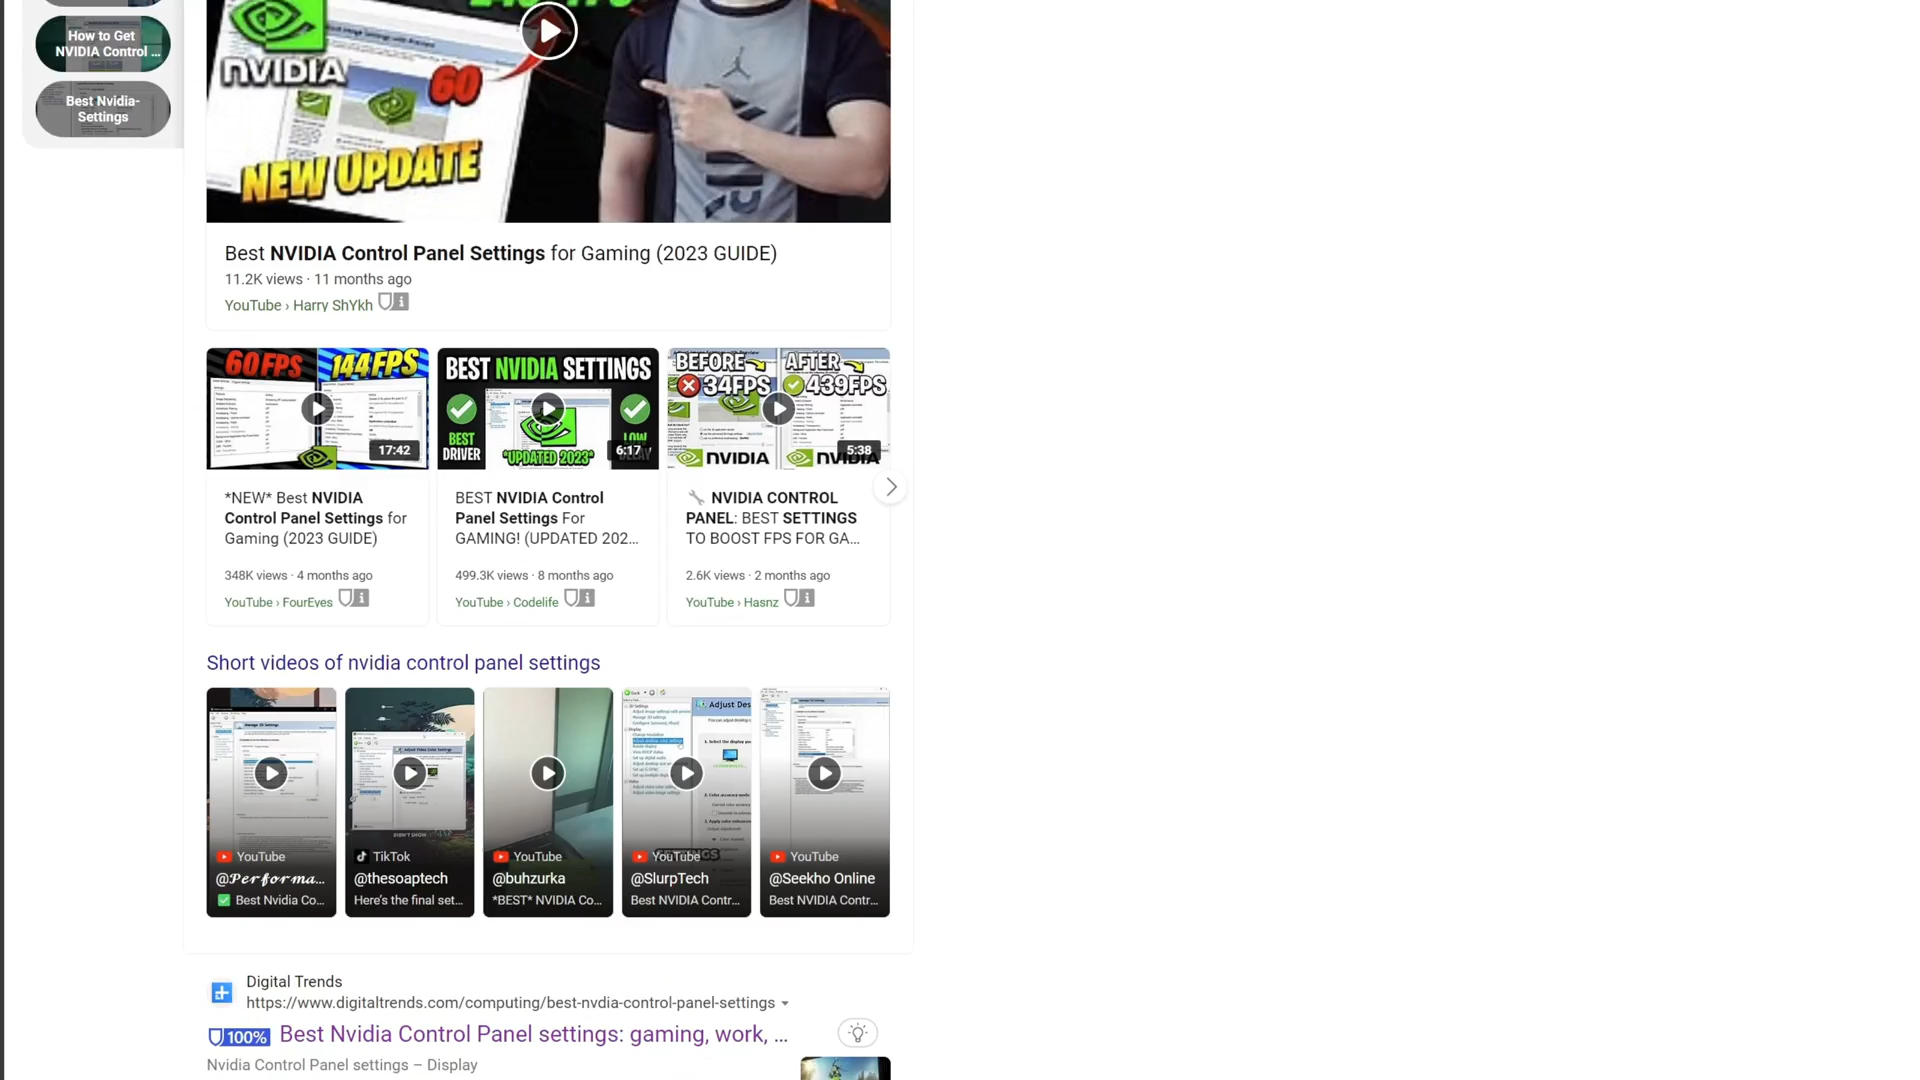 How to Get
NVIDIA Control ...
Best Nvidia-
Settings
NVIDIA
60
NEW UPDATE
Best NVIDIA Control Panel Settings for Gaming (2023 GUIDE)
11.2K views · 11 months ago
YouTube › Harry ShYkh
60FPS
144FPS
17:42
*NEW* Best NVIDIA
Control Panel Settings for
Gaming (2023 GUIDE)
348K views · 4 months ago
YouTube › FourEyes
BEST NVIDIA SETTINGS
BEST
DRIVER
LOW
*UPDATED 2023*
6:17
BEST NVIDIA Control
Panel Settings For
GAMING! (UPDATED 202...
499.3K views · 8 months ago
YouTube › Codelife
BEFORE
34FPS
AFTER
439FPS
NVIDIA
NVIDIA
5:38
🔧 NVIDIA CONTROL
PANEL: BEST SETTINGS
TO BOOST FPS FOR GA...
2.6K views · 2 months ago
YouTube › Hasnz
Short videos of nvidia control panel settings
YouTube
@𝓟𝓮𝓻𝓯𝓸𝓻𝓶𝓪...
✅ Best Nvidia Co...
TikTok
@thesoaptech
Here's the final set...
YouTube
@buhzurka
*BEST* NVIDIA Co...
Adjust Des
YouTube
@SlurpTech
Best NVIDIA Contr...
YouTube
@Seekho Online
Best NVIDIA Contr...
Digital Trends
https://www.digitaltrends.com/computing/best-nvdia-control-panel-settings
100% Best Nvidia Control Panel settings: gaming, work, ...
Nvidia Control Panel settings – Display